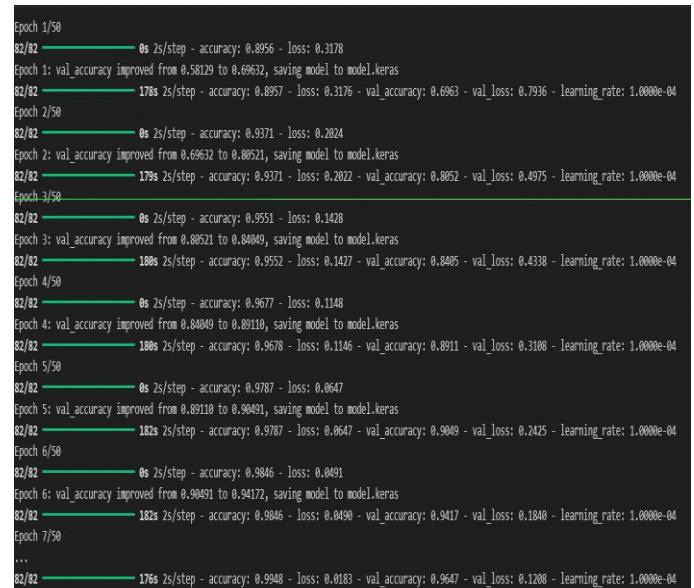 Epoch 1/50
82/82 ━━━━━━━━━━━━━━━━━━━━ 0s 2s/step - accuracy: 0.8956 - loss: 0.3178
Epoch 1: val_accuracy improved from 0.58129 to 0.69632, saving model to model.keras
82/82 ━━━━━━━━━━━━━━━━━━━━ 178s 2s/step - accuracy: 0.8957 - loss: 0.3176 - val_accuracy: 0.6963 - val_loss: 0.7936 - learning_rate: 1.0000e-04
Epoch 2/50
82/82 ━━━━━━━━━━━━━━━━━━━━ 0s 2s/step - accuracy: 0.9371 - loss: 0.2024
Epoch 2: val_accuracy improved from 0.69632 to 0.80521, saving model to model.keras
82/82 ━━━━━━━━━━━━━━━━━━━━ 179s 2s/step - accuracy: 0.9371 - loss: 0.2022 - val_accuracy: 0.8052 - val_loss: 0.4975 - learning_rate: 1.0000e-04
Epoch 3/50
82/82 ━━━━━━━━━━━━━━━━━━━━ 0s 2s/step - accuracy: 0.9551 - loss: 0.1428
Epoch 3: val_accuracy improved from 0.80521 to 0.84049, saving model to model.keras
82/82 ━━━━━━━━━━━━━━━━━━━━ 180s 2s/step - accuracy: 0.9552 - loss: 0.1427 - val_accuracy: 0.8405 - val_loss: 0.4338 - learning_rate: 1.0000e-04
Epoch 4/50
82/82 ━━━━━━━━━━━━━━━━━━━━ 0s 2s/step - accuracy: 0.9677 - loss: 0.1148
Epoch 4: val_accuracy improved from 0.84049 to 0.89110, saving model to model.keras
82/82 ━━━━━━━━━━━━━━━━━━━━ 180s 2s/step - accuracy: 0.9678 - loss: 0.1146 - val_accuracy: 0.8911 - val_loss: 0.3108 - learning_rate: 1.0000e-04
Epoch 5/50
82/82 ━━━━━━━━━━━━━━━━━━━━ 0s 2s/step - accuracy: 0.9787 - loss: 0.0647
Epoch 5: val_accuracy improved from 0.89110 to 0.90491, saving model to model.keras
82/82 ━━━━━━━━━━━━━━━━━━━━ 182s 2s/step - accuracy: 0.9787 - loss: 0.0647 - val_accuracy: 0.9049 - val_loss: 0.2425 - learning_rate: 1.0000e-04
Epoch 6/50
82/82 ━━━━━━━━━━━━━━━━━━━━ 0s 2s/step - accuracy: 0.9846 - loss: 0.0491
Epoch 6: val_accuracy improved from 0.90491 to 0.94172, saving model to model.keras
82/82 ━━━━━━━━━━━━━━━━━━━━ 182s 2s/step - accuracy: 0.9846 - loss: 0.0490 - val_accuracy: 0.9417 - val_loss: 0.1840 - learning_rate: 1.0000e-04
Epoch 7/50
...
82/82 ━━━━━━━━━━━━━━━━━━━━ 176s 2s/step - accuracy: 0.9948 - loss: 0.0183 - val_accuracy: 0.9647 - val_loss: 0.1208 - learning_rate: 1.0000e-04